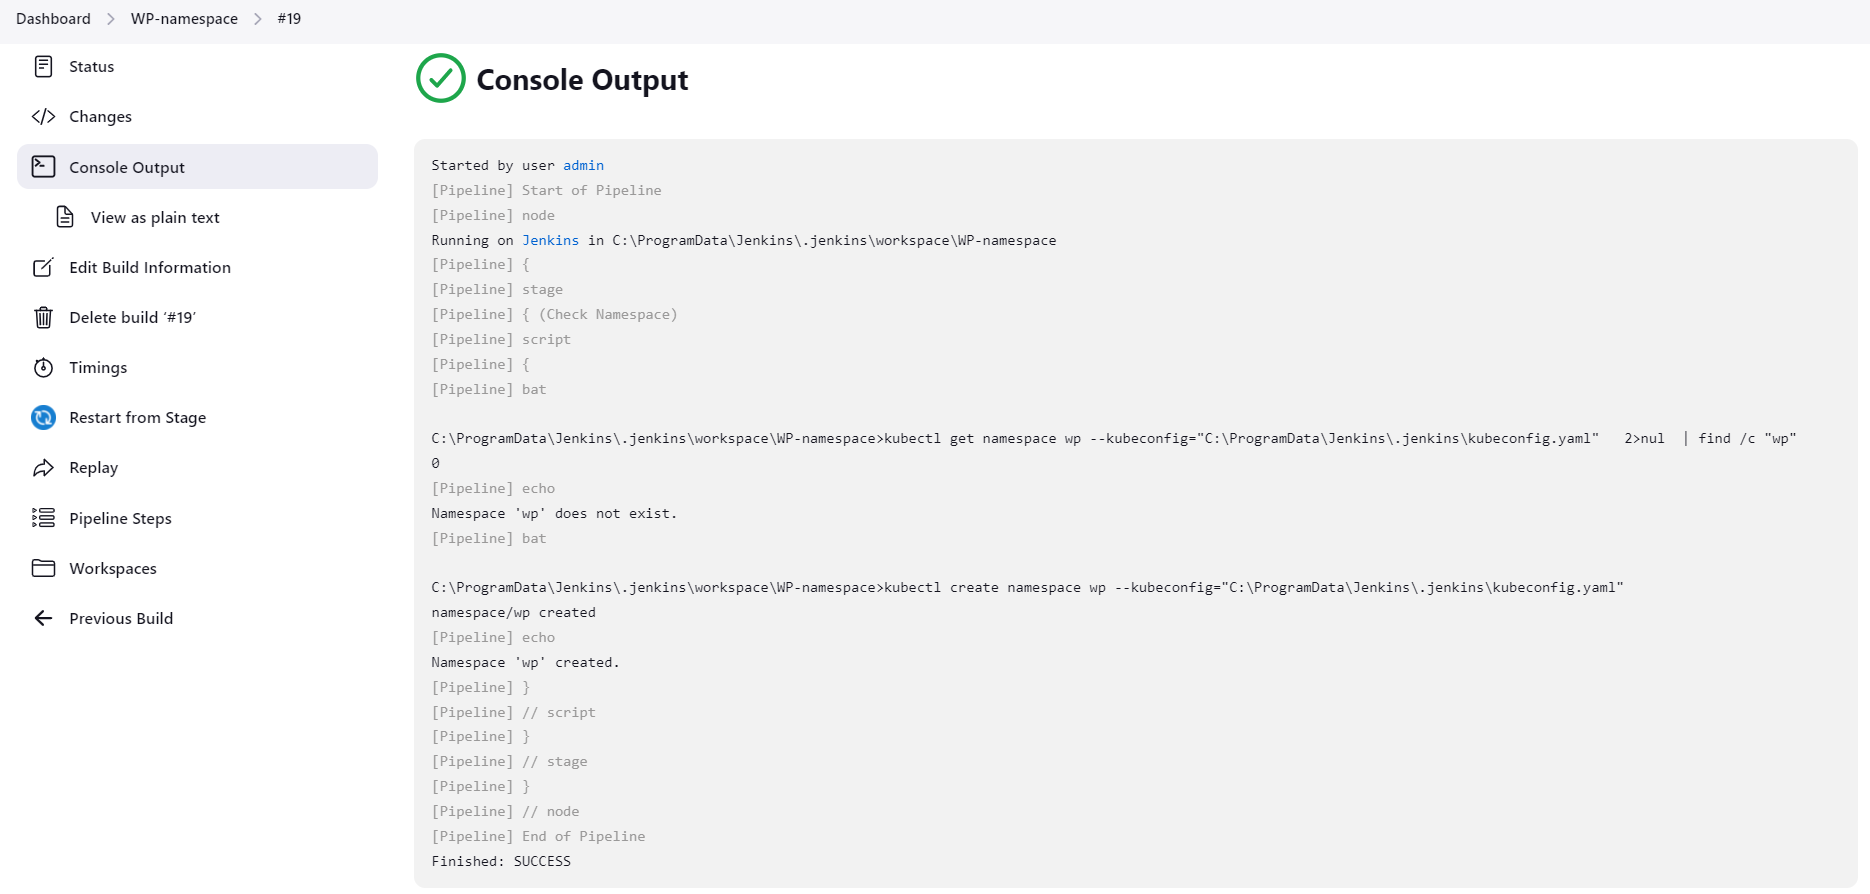 Dashboard > WP-namespace > #19
Status
Changes
Console Output
View as plain text
Edit Build Information
Delete build ‘#19’
Timings
Restart from Stage
Replay
Pipeline Steps
Workspaces
Previous Build
Console Output
Started by user admin
[Pipeline] Start of Pipeline
[Pipeline] node
Running on Jenkins in C:\ProgramData\Jenkins\.jenkins\workspace\WP-namespace
[Pipeline] {
[Pipeline] stage
[Pipeline] { (Check Namespace)
[Pipeline] script
[Pipeline] {
[Pipeline] bat
C:\ProgramData\Jenkins\.jenkins\workspace\WP-namespace>kubectl get namespace wp --kubeconfig="C:\ProgramData\Jenkins\.jenkins\kubeconfig.yaml"   2>nul  | find /c "wp"
0
[Pipeline] echo
Namespace 'wp' does not exist.
[Pipeline] bat
C:\ProgramData\Jenkins\.jenkins\workspace\WP-namespace>kubectl create namespace wp --kubeconfig="C:\ProgramData\Jenkins\.jenkins\kubeconfig.yaml"
namespace/wp created
[Pipeline] echo
Namespace 'wp' created.
[Pipeline] }
[Pipeline] // script
[Pipeline] }
[Pipeline] // stage
[Pipeline] }
[Pipeline] // node
[Pipeline] End of Pipeline
Finished: SUCCESS